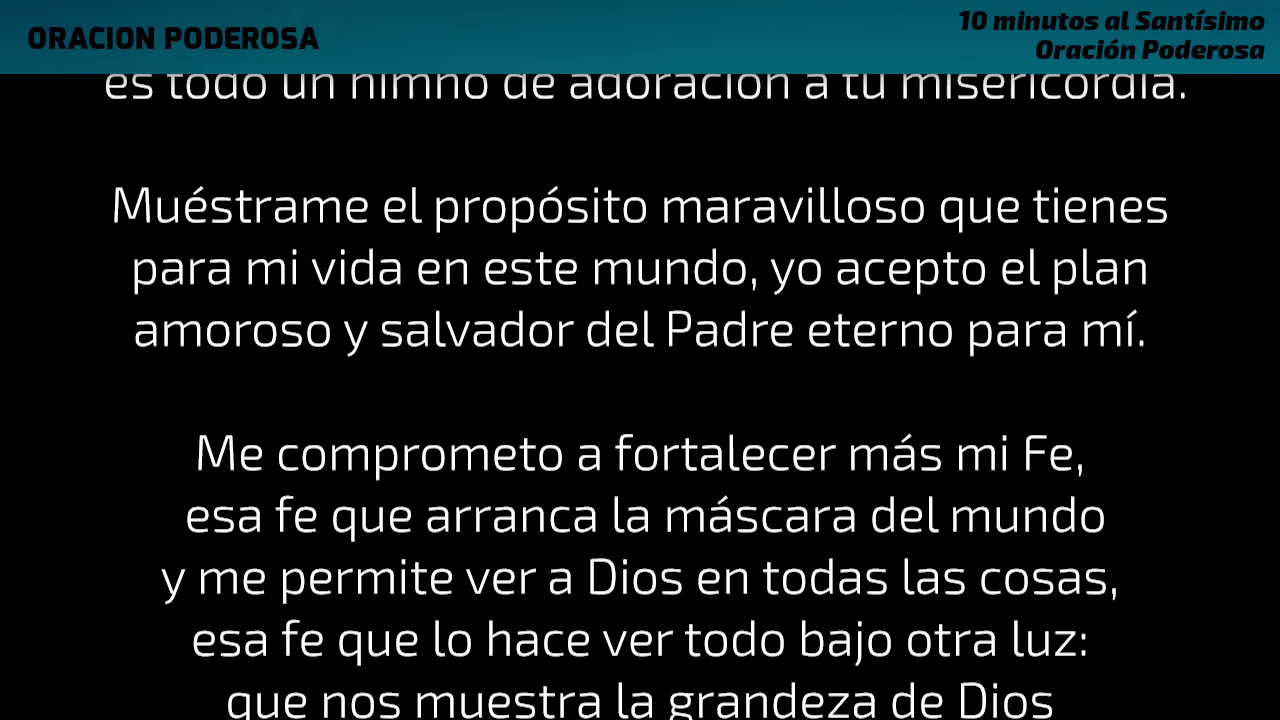 ORACION PODEROSA
10 minutos al Santísimo
Oración Poderosa
es todo un himno de adoración a tu misericordia.
Muéstrame el propósito maravilloso que tienes
para mi vida en este mundo, yo acepto el plan
amoroso y salvador del Padre eterno para mí.
Me comprometo a fortalecer más mi Fe,
esa fe que arranca la máscara del mundo
y me permite ver a Dios en todas las cosas,
esa fe que lo hace ver todo bajo otra luz:
que nos muestra la grandeza de Dios